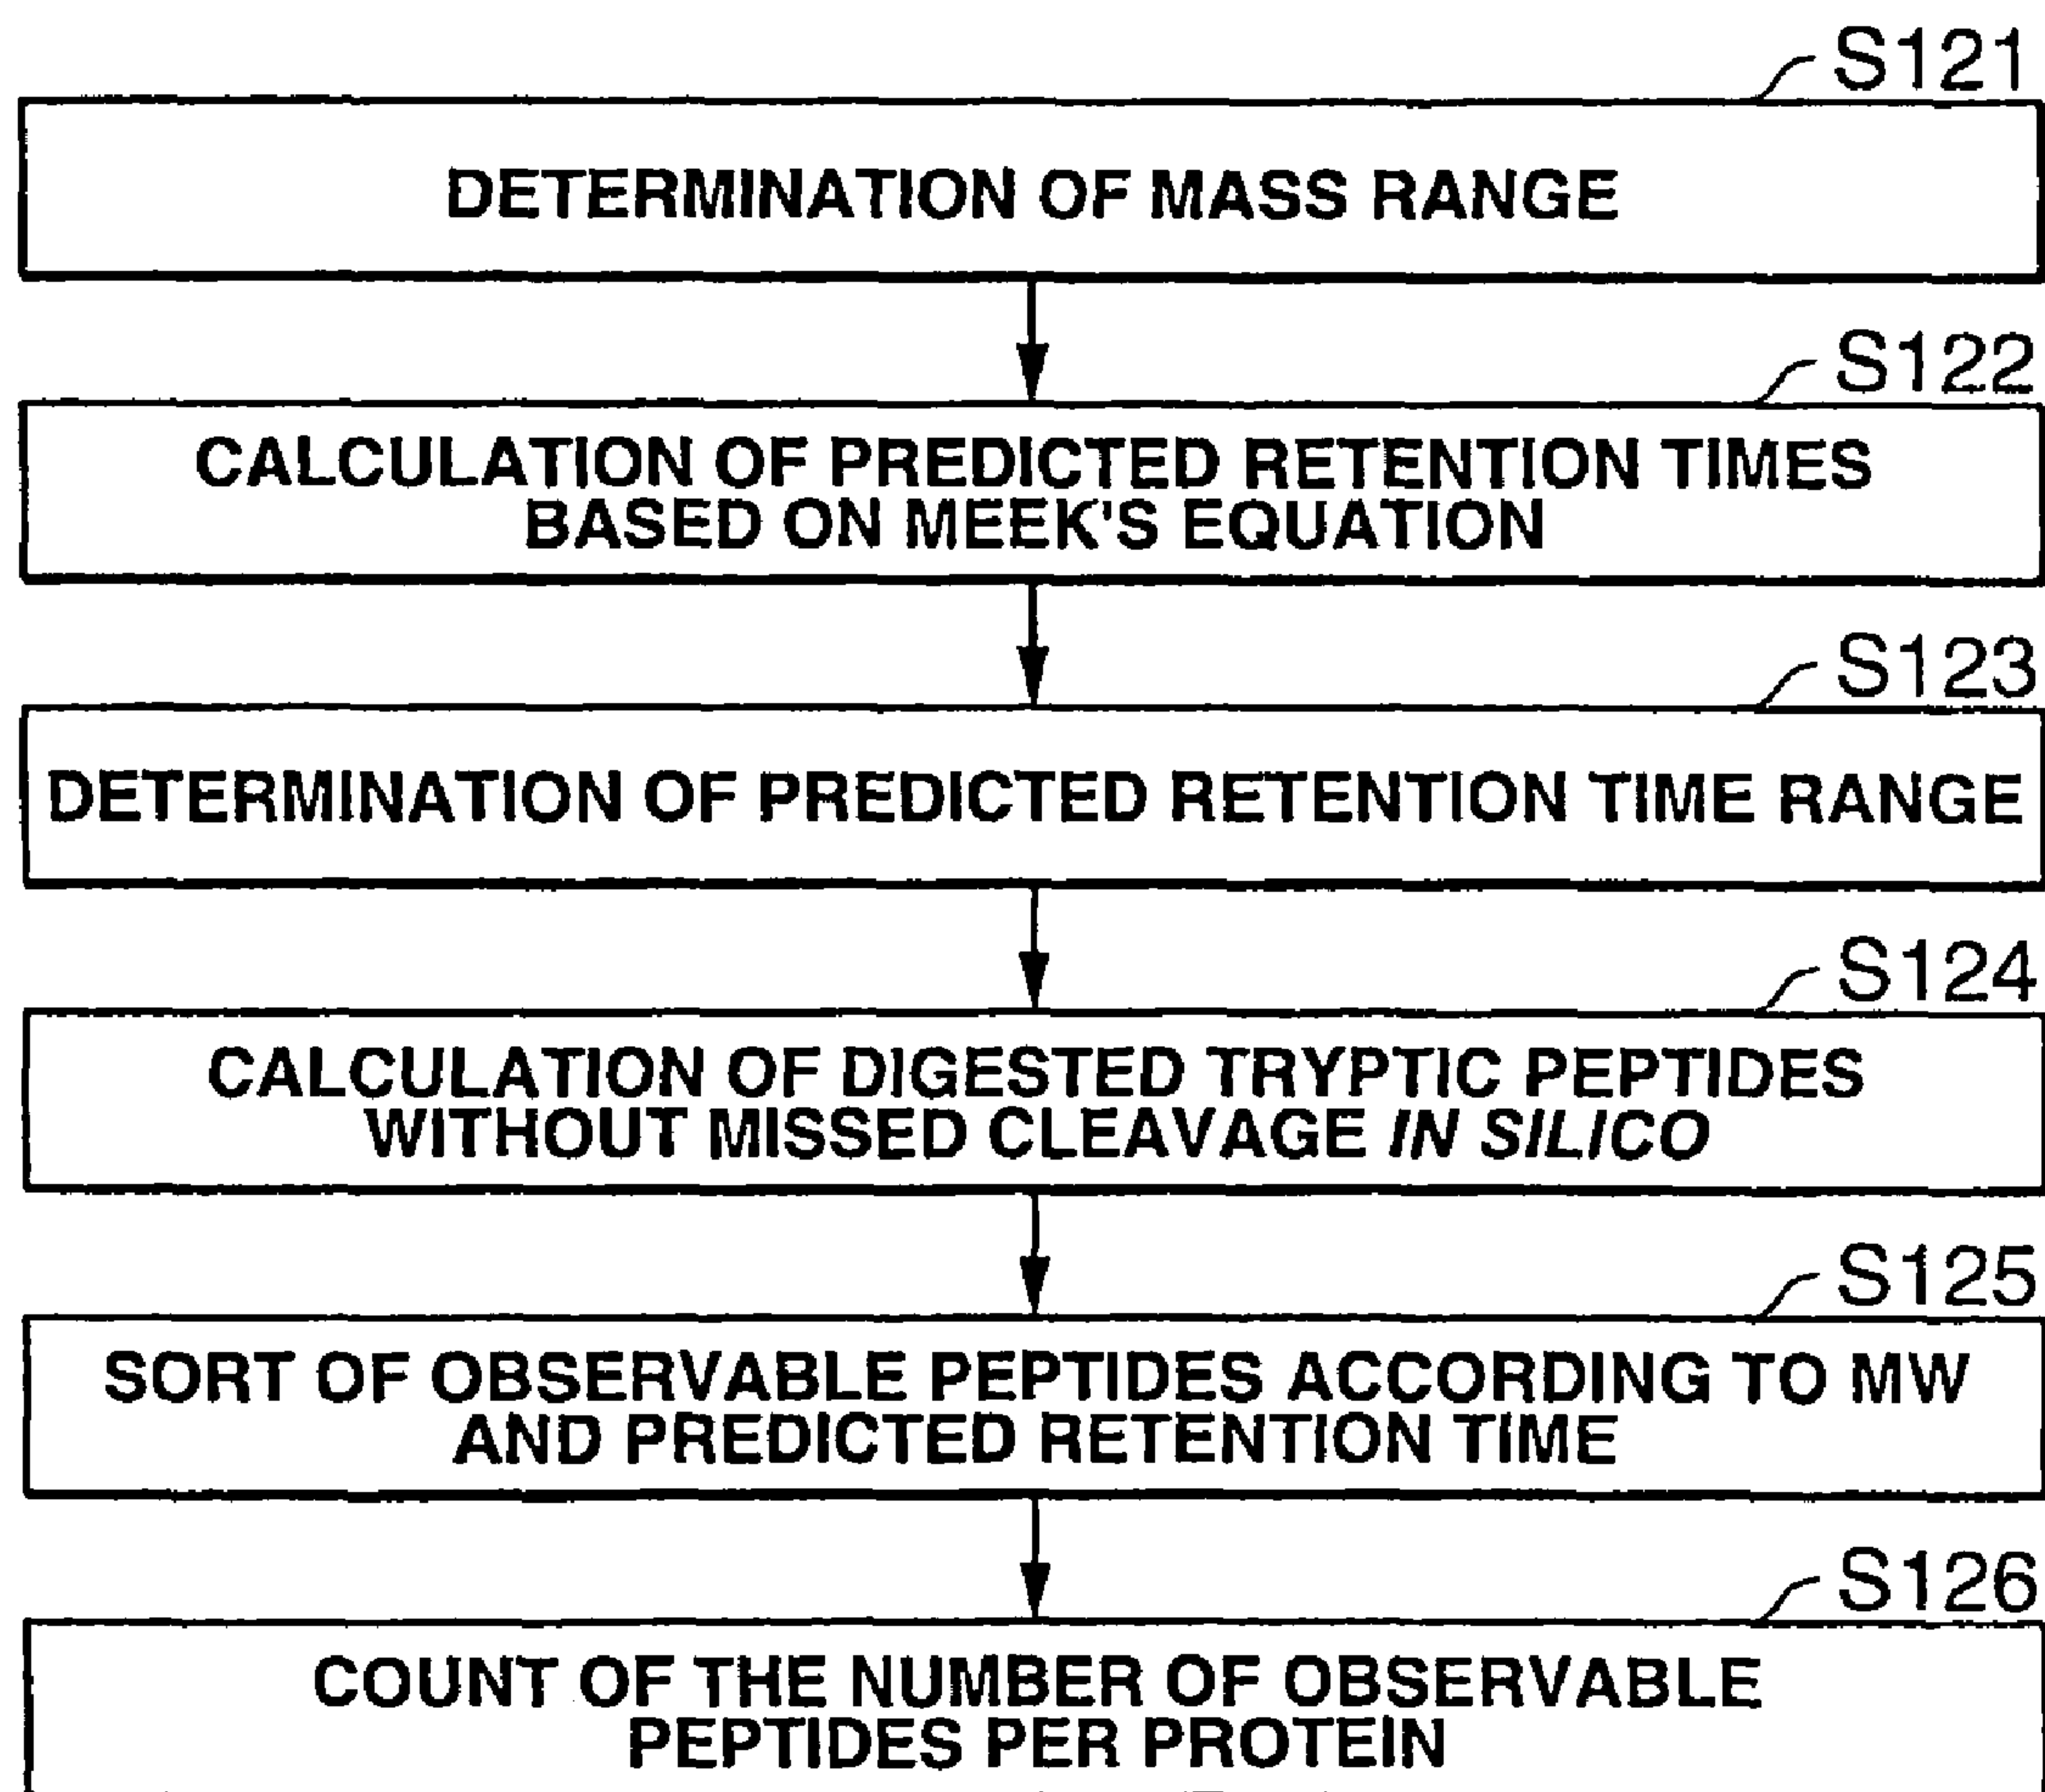 S121
DETERMINATION OF MASS RANGE
S122
CALCULATION OF PREDICTED RETENTION TIMES
BASED ON MEEK'S EQUATION
S123
DETERMINATION OF PREDICTED RETENTION TIME RANGE
S124
CALCULATION OF DIGESTED TRYPTIC PEPTIDES
WITHOUT MISSED CLEAVAGE IN SILICO
S125
SORT OF OBSERVABLE PEPTIDES ACCORDING TO MW
AND PREDICTED RETENTION TIME
S126
COUNT OF THE NUMBER OF OBSERVABLE
PEPTIDES PER PROTEIN